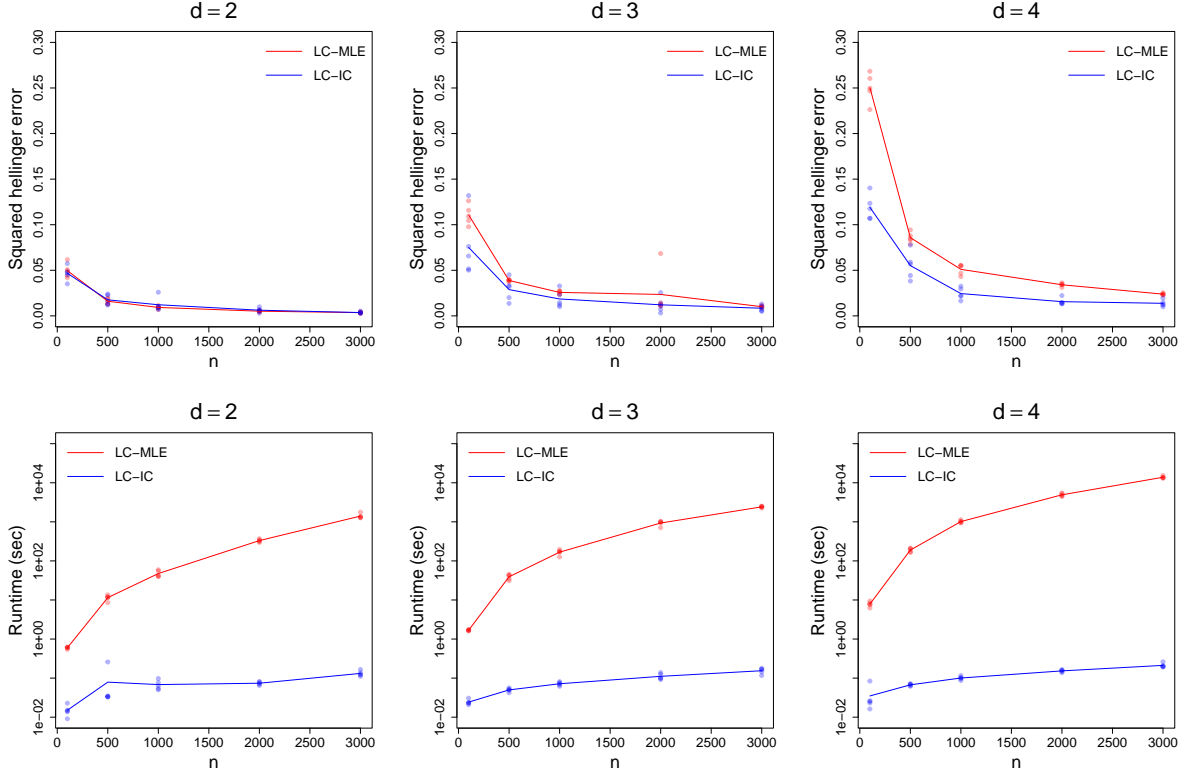 d = 2
Squared hellinger error
0.30
0.25
0.20
0.15
0.10
0.05
0.00
LC−MLE
LC−IC
0 500 1000 1500 2000 2500 3000
n
d = 3
Squared hellinger error
0.30
0.25
0.20
0.15
0.10
0.05
0.00
LC−MLE
LC−IC
0 500 1000 1500 2000 2500 3000
n
d = 4
Squared hellinger error
0.30
0.25
0.20
0.15
0.10
0.05
0.00
LC−MLE
LC−IC
0 500 1000 1500 2000 2500 3000
n
d = 2
Runtime (sec)
1e+04
1e+02
1e+00
1e−02
LC−MLE
LC−IC
0 500 1000 1500 2000 2500 3000
n
d = 3
Runtime (sec)
1e+04
1e+02
1e+00
1e−02
LC−MLE
LC−IC
0 500 1000 1500 2000 2500 3000
n
d = 4
Runtime (sec)
1e+04
1e+02
1e+00
1e−02
LC−MLE
LC−IC
0 500 1000 1500 2000 2500 3000
n